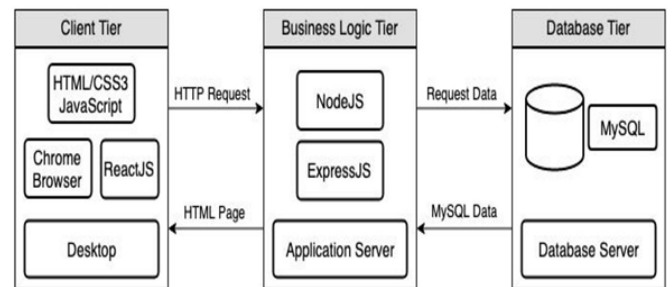 Client Tier
Business Logic Tier
Database Tier
HTML/CSS3
JavaScript
HTTP Request
NodeJS
Request Data
MySQL
Chrome
Browser
ReactJS
ExpressJS
HTML Page
MySQL Data
Desktop
Application Server
Database Server